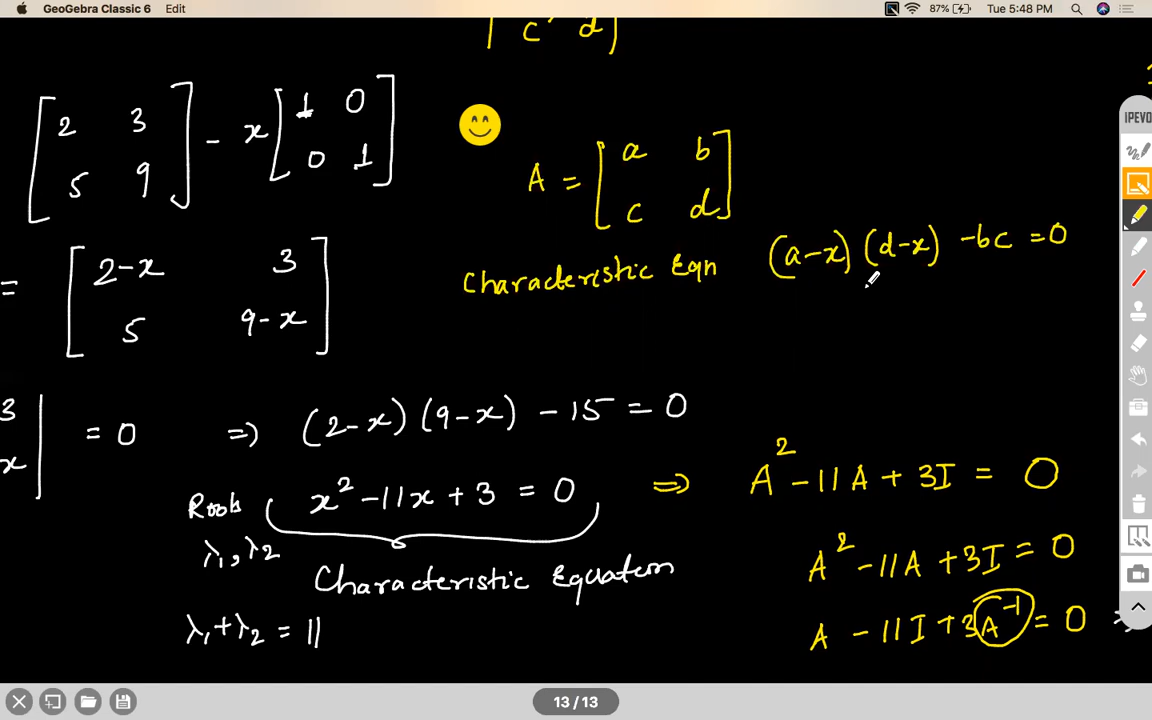 GeoGebra Classic 6 Edit 87% Tue 5:48 PM
| c d |
[2 3
5 9] - x [1 0
0 1]
A = [a b
c d]
= [2-x 3
5 9-x]
Characteristic Eqn (a-x) (d-x) -bc = 0
3
x | = 0 => (2-x) (9-x) - 15 = 0
Roots x² - 11x + 3 = 0 => A² - 11A + 3I = 0
λ₁, λ₂
Characteristic Equation
A² - 11A + 3I = 0
λ₁ + λ₂ = 11
A - 11I + 3A⁻¹ = 0
IPEVO
13 / 13